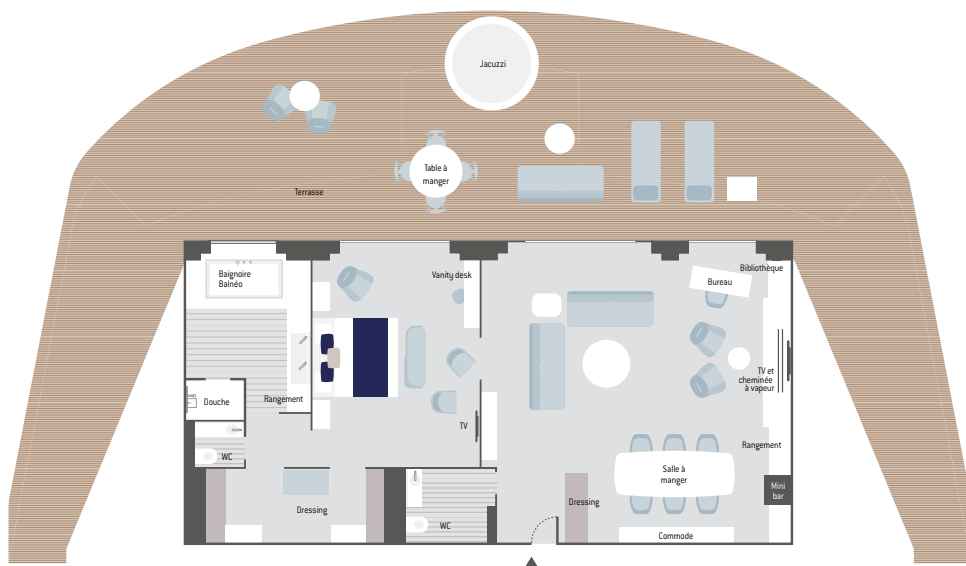 Jacuzzi
Table à
manger
Terrasse
Baignoire
Balnéo
Vanity desk
Bibliothèque
Bureau
TV et
cheminée
à vapeur
Douche
Rangement
TV
WC
Rangement
Salle à
manger
Mini
bar
Dressing
Dressing
WC
Commode